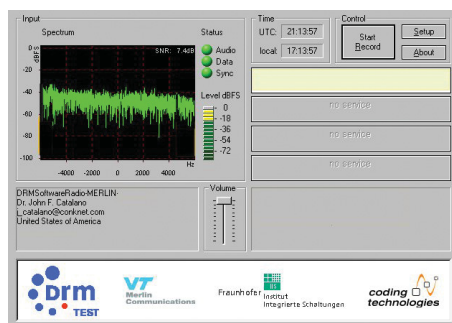 Input
Spectrum
Status
dBFS
SNR: 7.4dB
0
-20
-40
-60
-80
-100
-4000 -2000 0 2000 4000
Hz
Audio
Data
Sync
Level dBFS
0
-18
-36
-54
-72
Time
UTC: 21:13:57
local: 17:13:57
Control
Start
Record
Setup
About
no service
no service
no service
DRMSoftwareRadio-MERLIN-
Dr. John F. Catalano
j_catalano@conknet.com
United States of America
Volume
Drm
TEST
VT
Merlin
Communications
Fraunhofer
IIS
Institut
Integrierte Schaltungen
coding
technologies